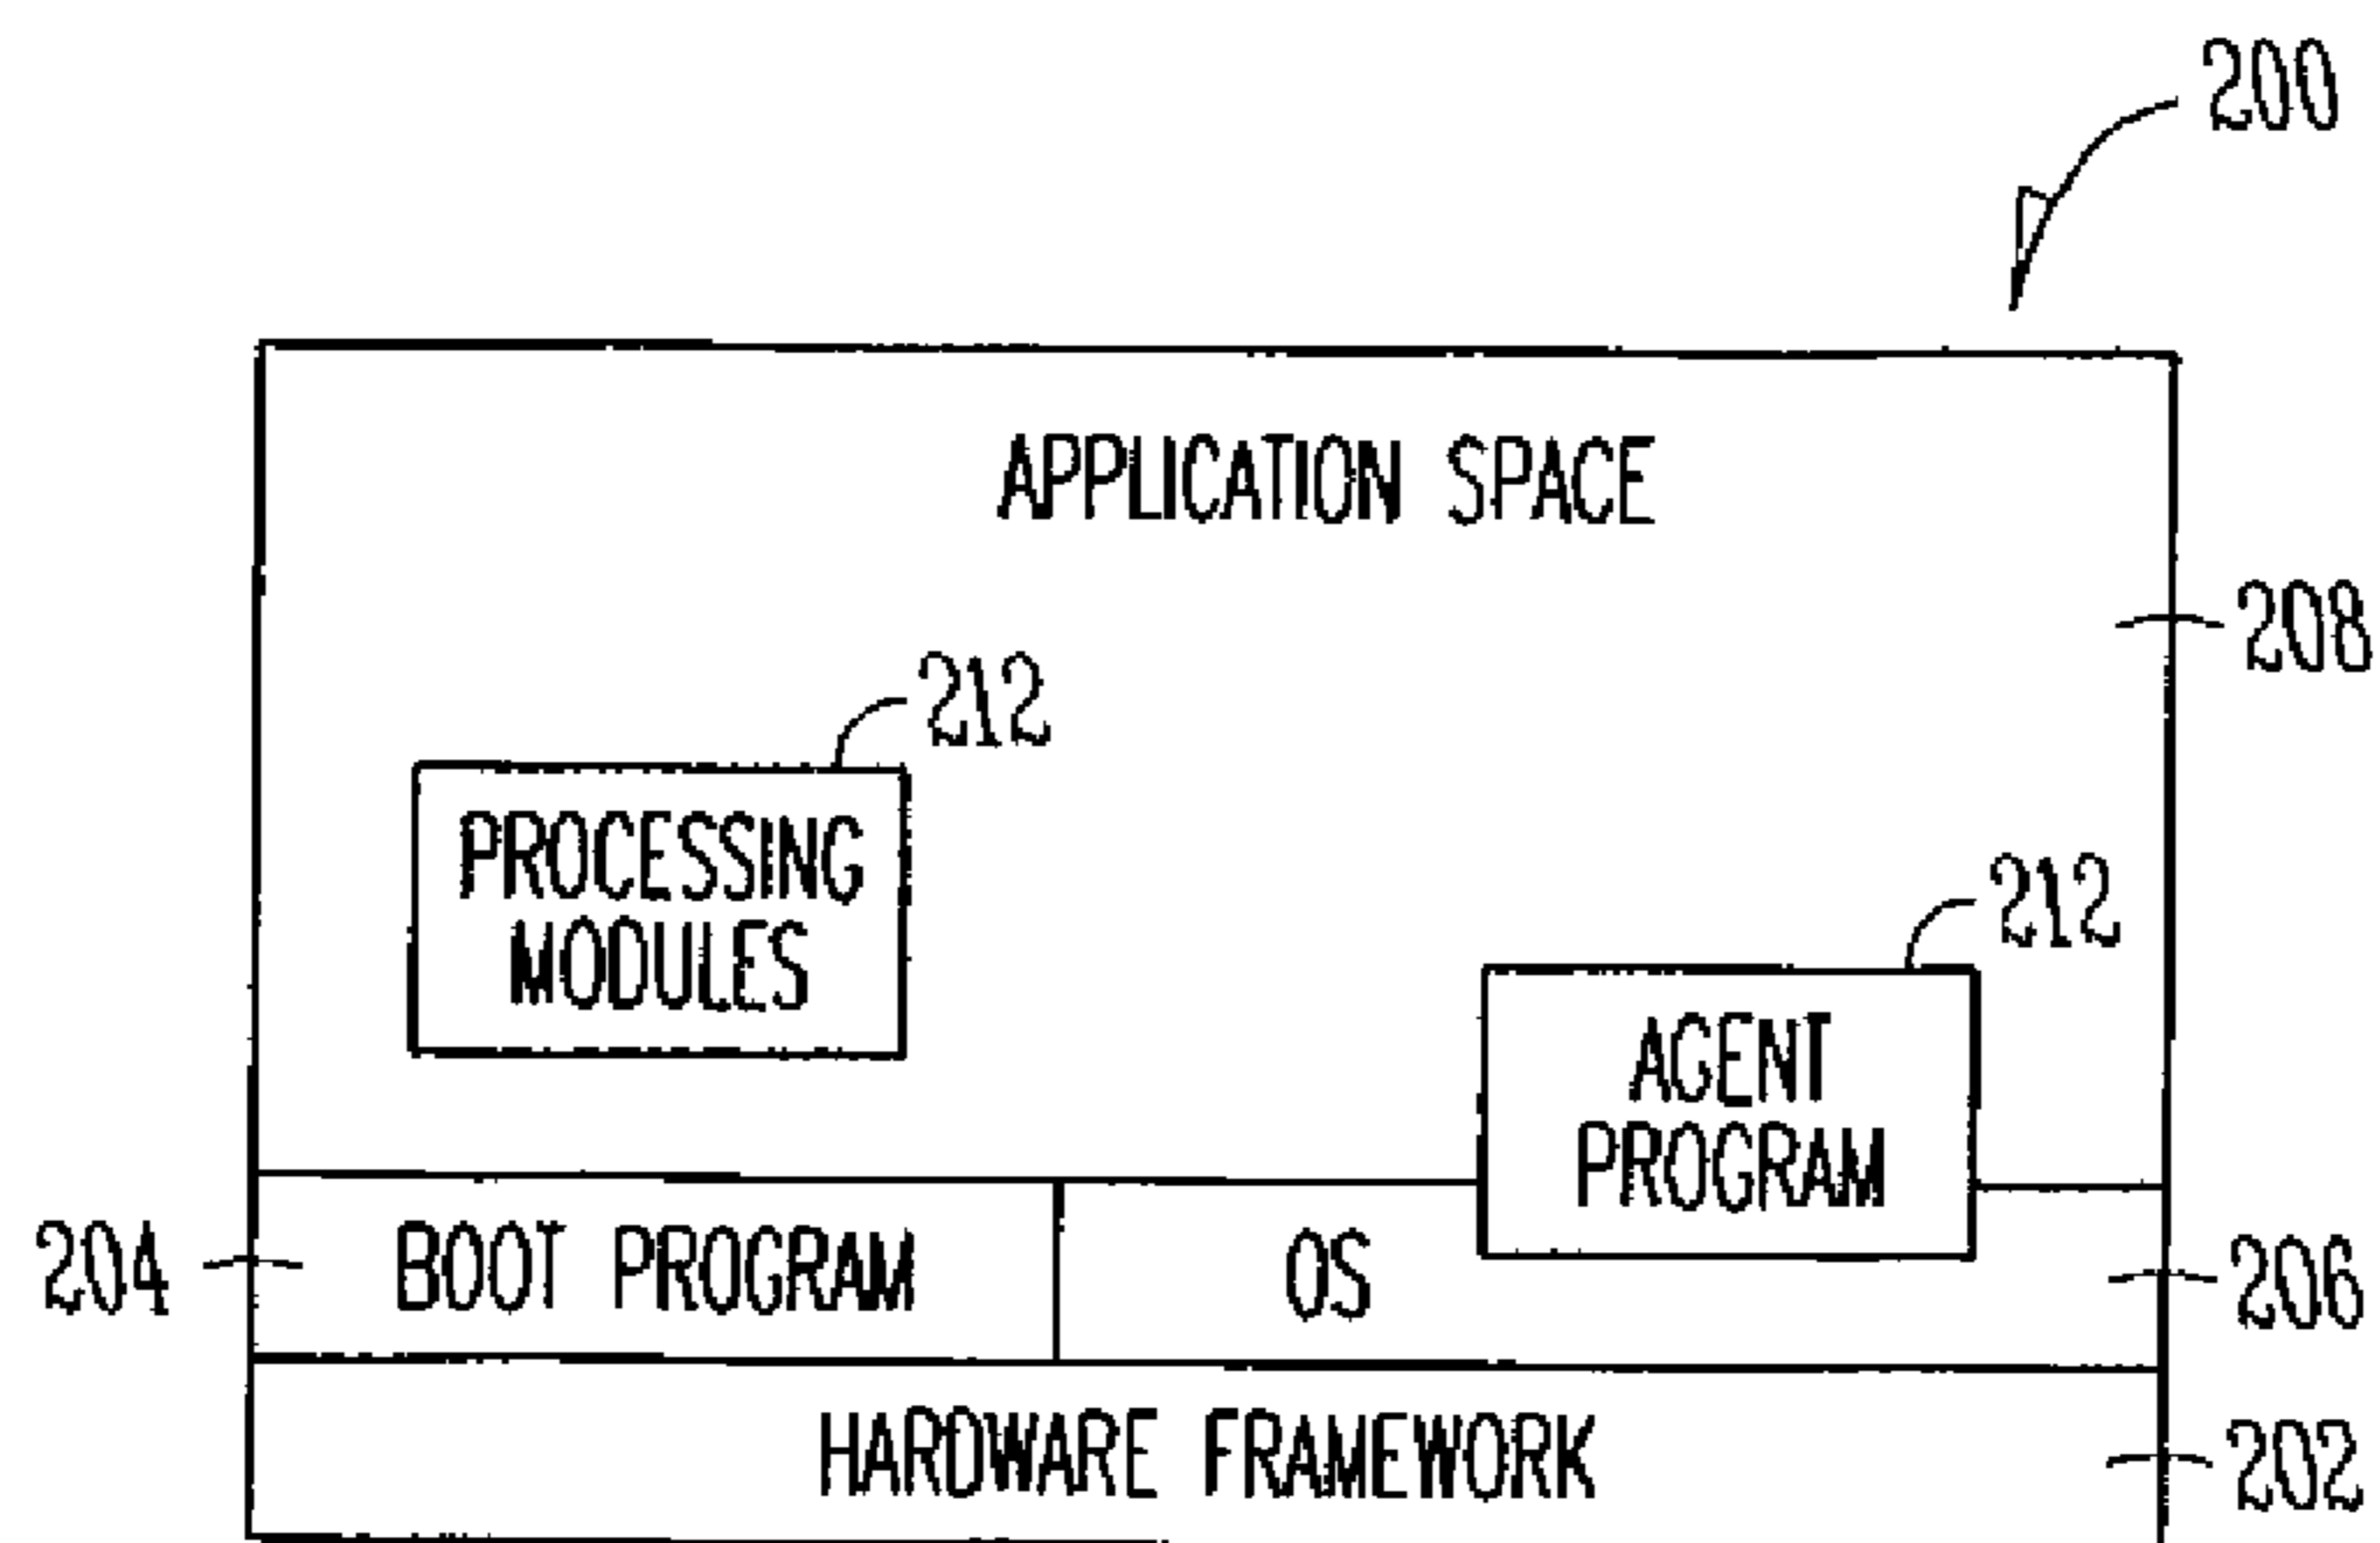 200
APPLICATION SPACE
208
212
PROCESSING
MODULES
212
AGENT
PROGRAM
204
BOOT PROGRAM
OS
206
HARDWARE FRAMEWORK
202